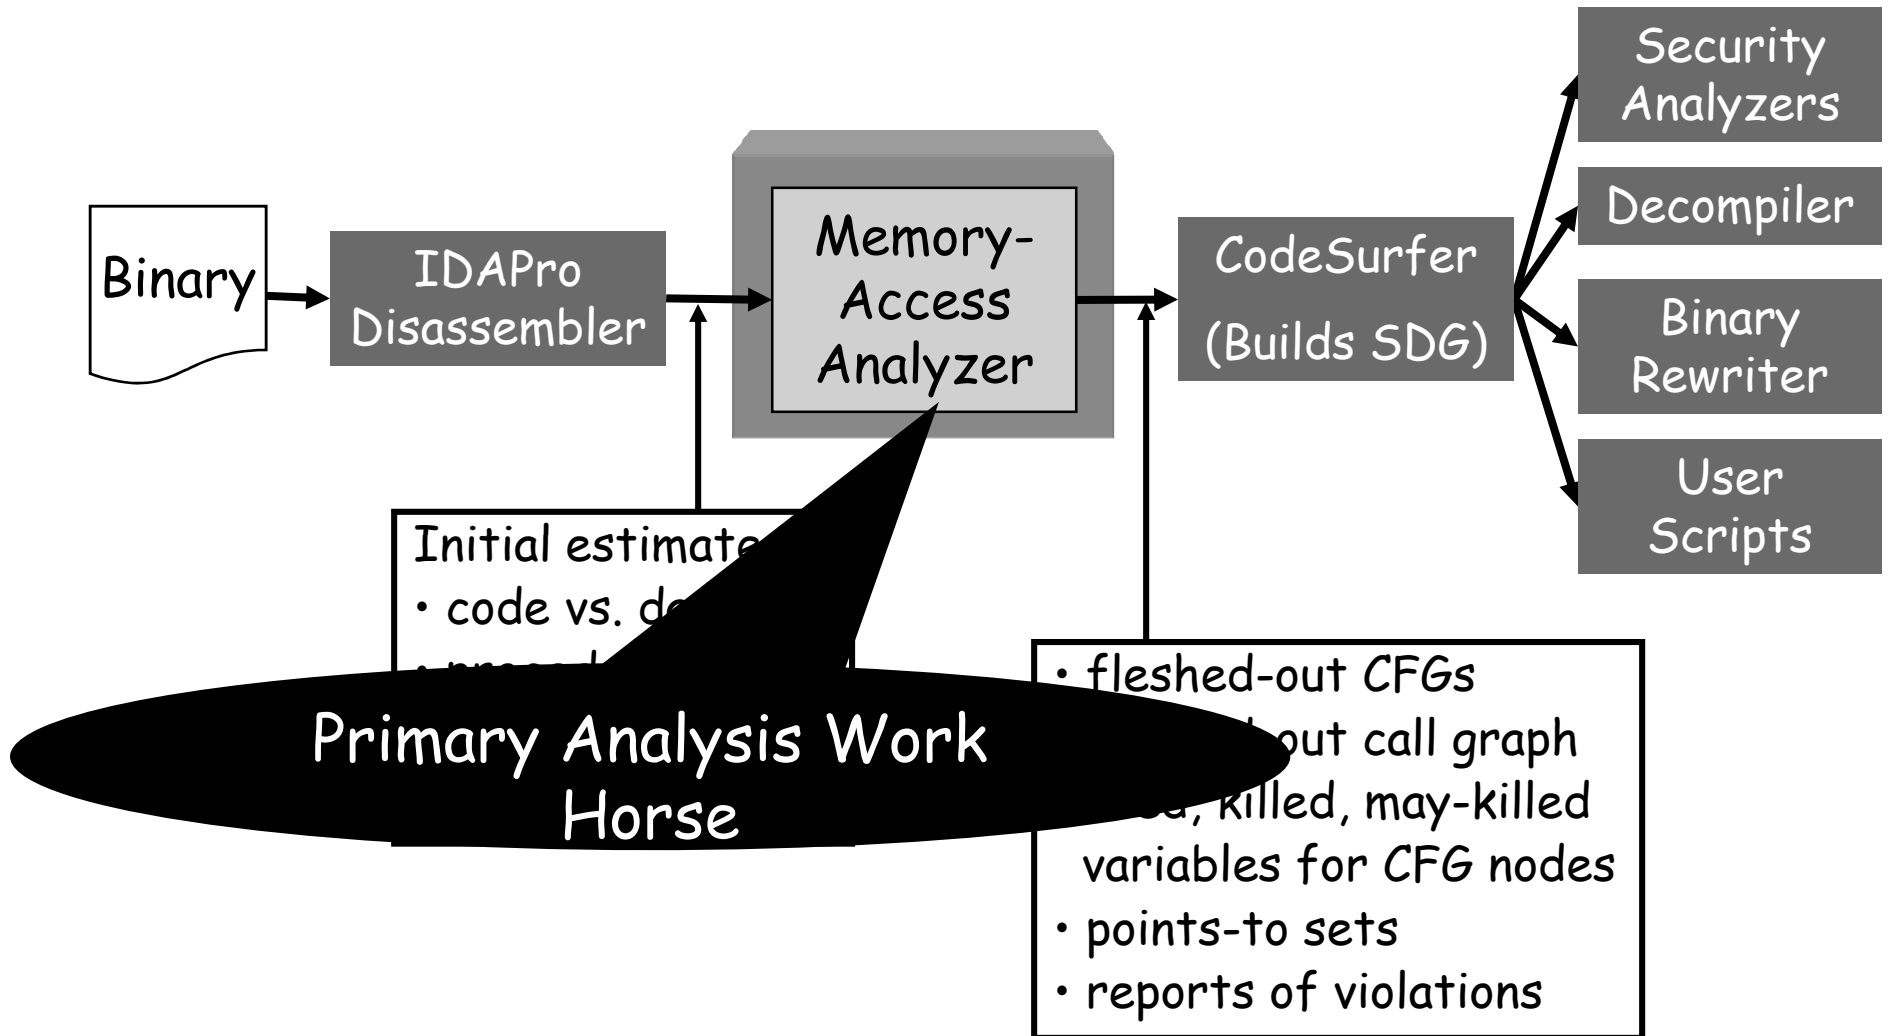 Binary
IDAPro
Disassembler
Memory-
Access
Analyzer
CodeSurfer
(Builds SDG)
Security
Analyzers
Decompiler
Binary
Rewriter
User
Scripts
Initial estimate
• code vs.
Primary Analysis Work
Horse
• fleshed-out CFGs
call graph
killed, may-killed
variables for CFG nodes
• points-to sets
• reports of violations